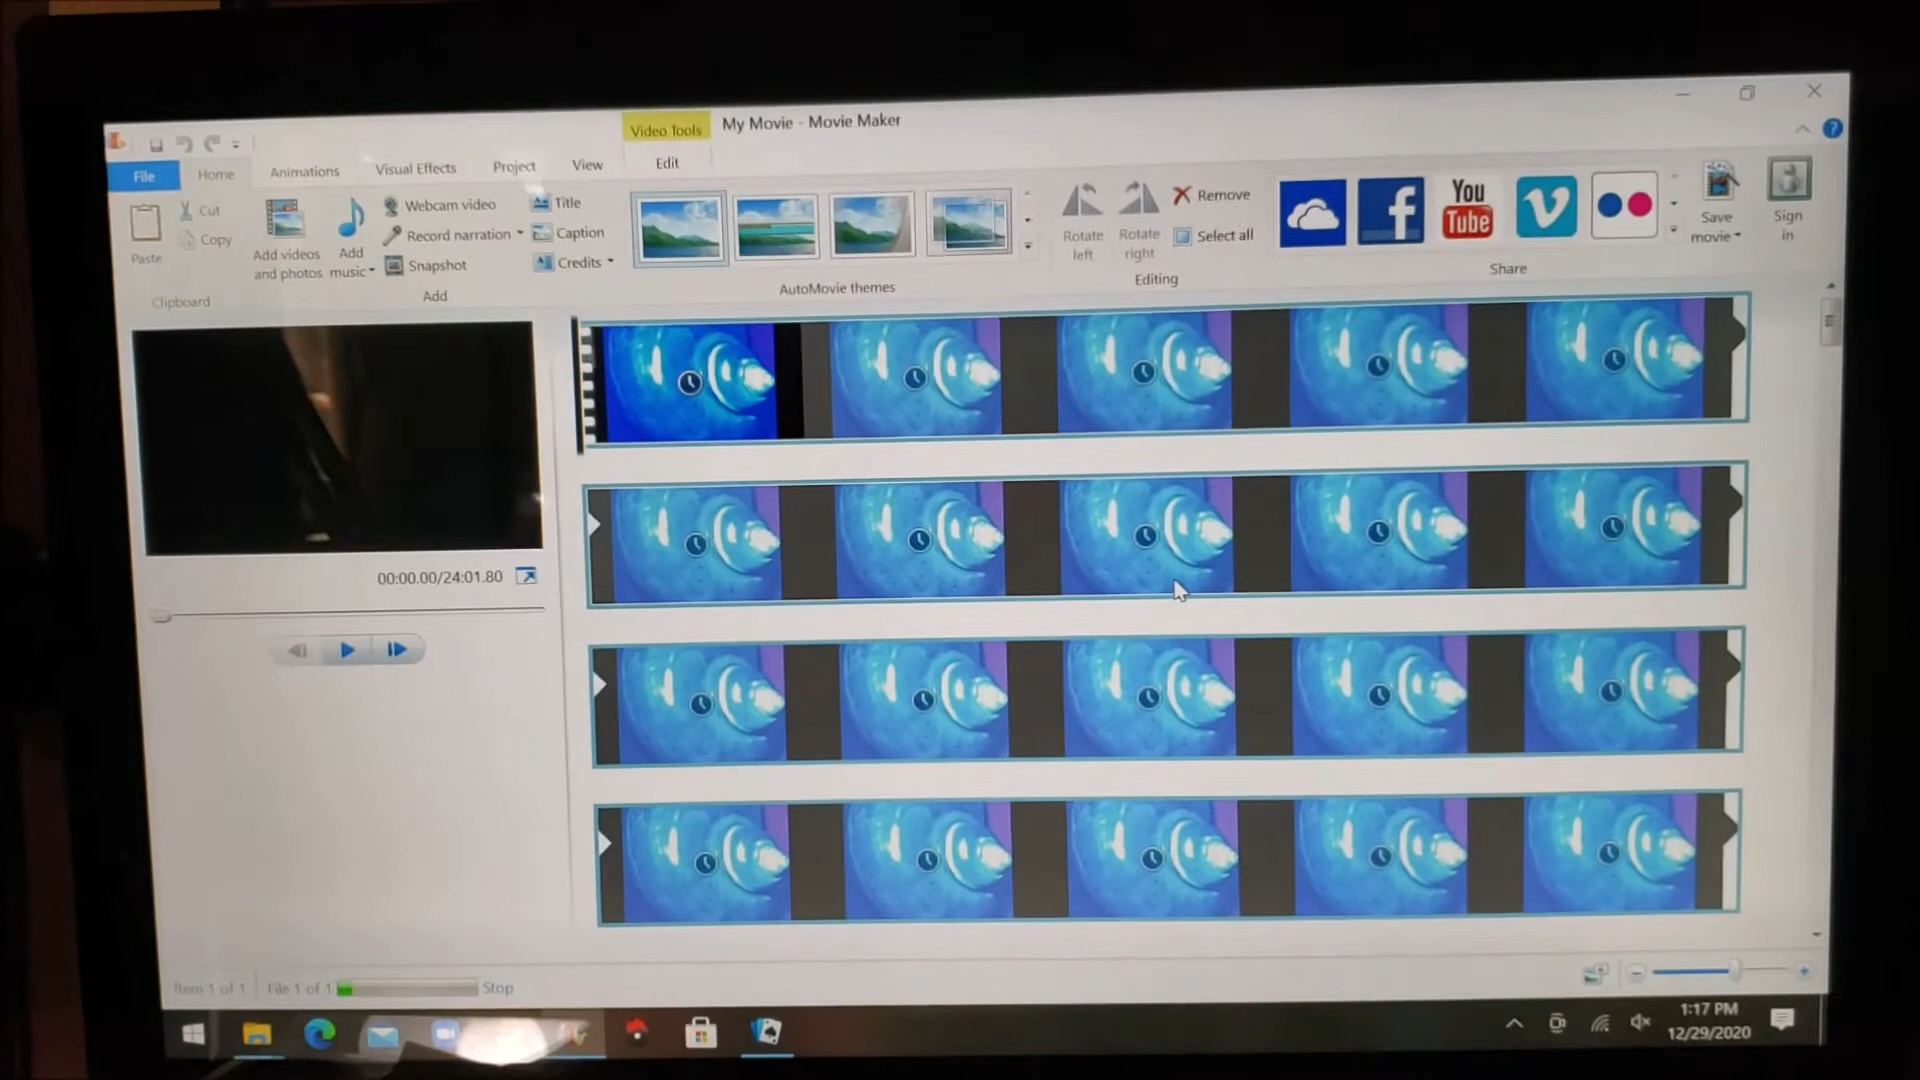 Video Tools
My Movie - Movie Maker
File
Home
Animations
Visual Effects
Project
View
Edit
Paste
Cut
Copy
Clipboard
Add videos
and photos
Add
music
Webcam video
Record narration
Snapshot
Title
Caption
Credits
Add
AutoMovie themes
Rotate
left
Rotate
right
Remove
Select all
Editing
f
You
Tube
V
Share
Save
movie
Sign
in
?
00:00.00/24:01.80
Item 1 of 1
File 1 of 1
Stop
1:17 PM
12/29/2020